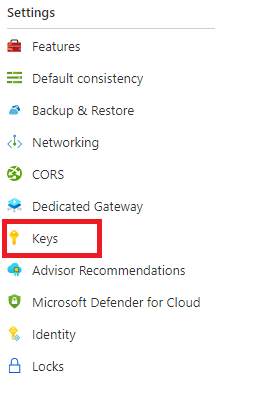 Settings
Features
Default consistency
Backup & Restore
Networking
CORS
Dedicated Gateway
Keys
Advisor Recommendations
Microsoft Defender for Cloud
Identity
Locks